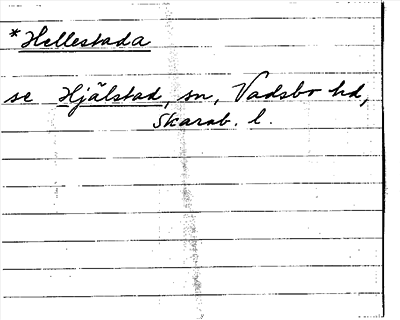 *Hellestada
se Hjälstad, sn, Vadsbo hd,
Skarab. l.